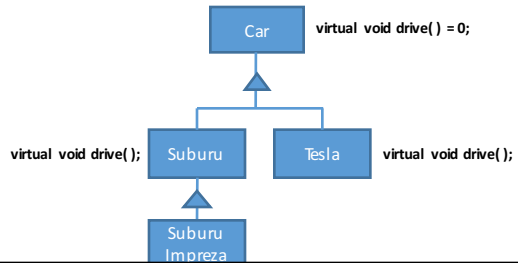 Car
virtual void drive( ) = 0;
virtual void drive( );
Suburu
Tesla
virtual void drive( );
Suburu
Impreza